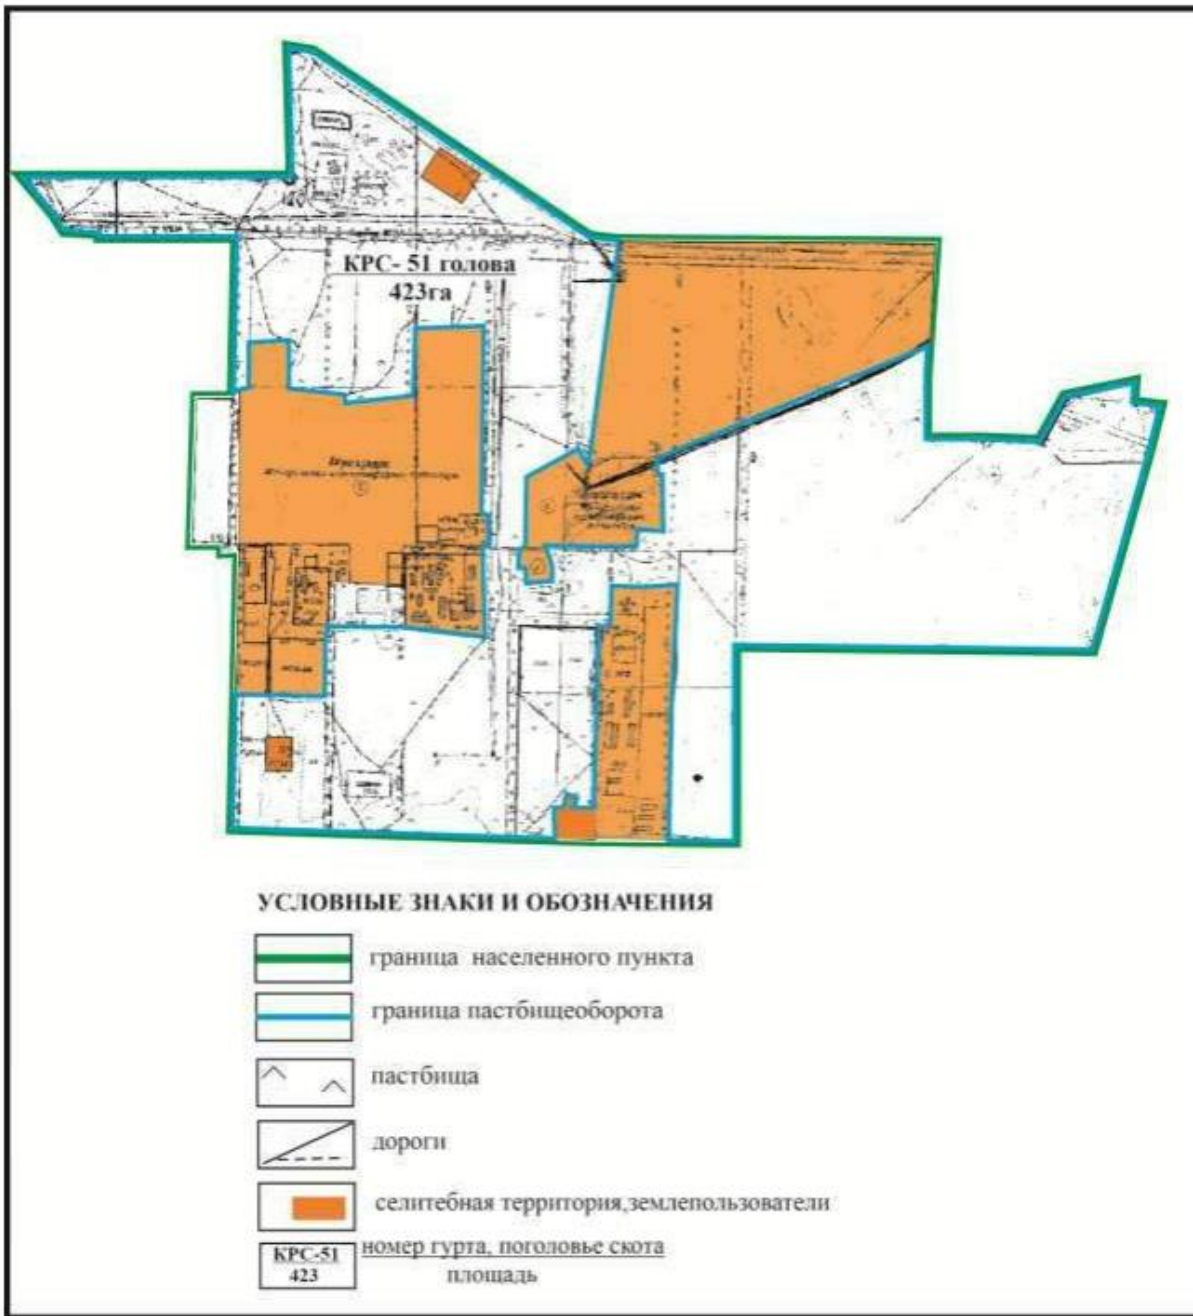 КРС- 51 голова
423га
УСЛОВНЫЕ ЗНАКИ И ОБОЗНАЧЕНИЯ
граница населенного пункта
граница пастбищеоборота
пастбища
дороги
селитебная территория,землепользователи
КРС-51 номер гурта, поголовье скота
423 площадь